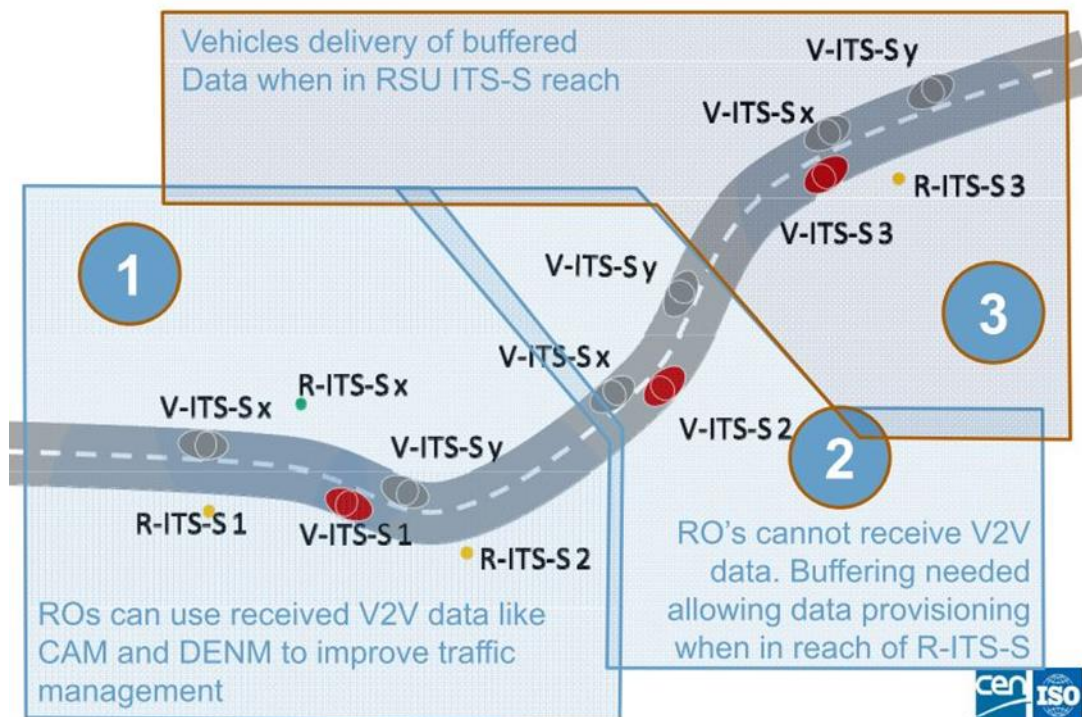 Vehicles delivery of buffered
Data when in RSU ITS-S reach
V-ITS-S y
V-ITS-S x
R-ITS-S 3
V-ITS-S 3
1
V-ITS-S y
3
V-ITS-S x
R-ITS-S x
V-ITS-S x
V-ITS-S y
V-ITS-S 2
2
R-ITS-S 1
V-ITS-S 1
R-ITS-S 2
ROs can use received V2V data like
CAM and DENM to improve traffic
management
RO's cannot receive V2V
data. Buffering needed
allowing data provisioning
when in reach of R-ITS-S
cen
ISO